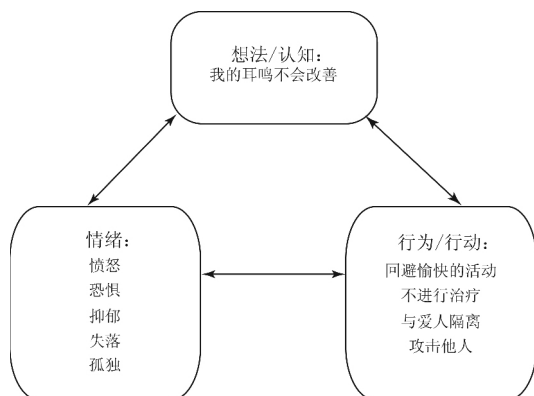 想法/认知：
我的耳鸣不会改善
情绪：
愤怒
恐惧
抑郁
失落
孤独
行为/行动：
回避愉快的活动
不进行治疗
与爱人隔离
攻击他人